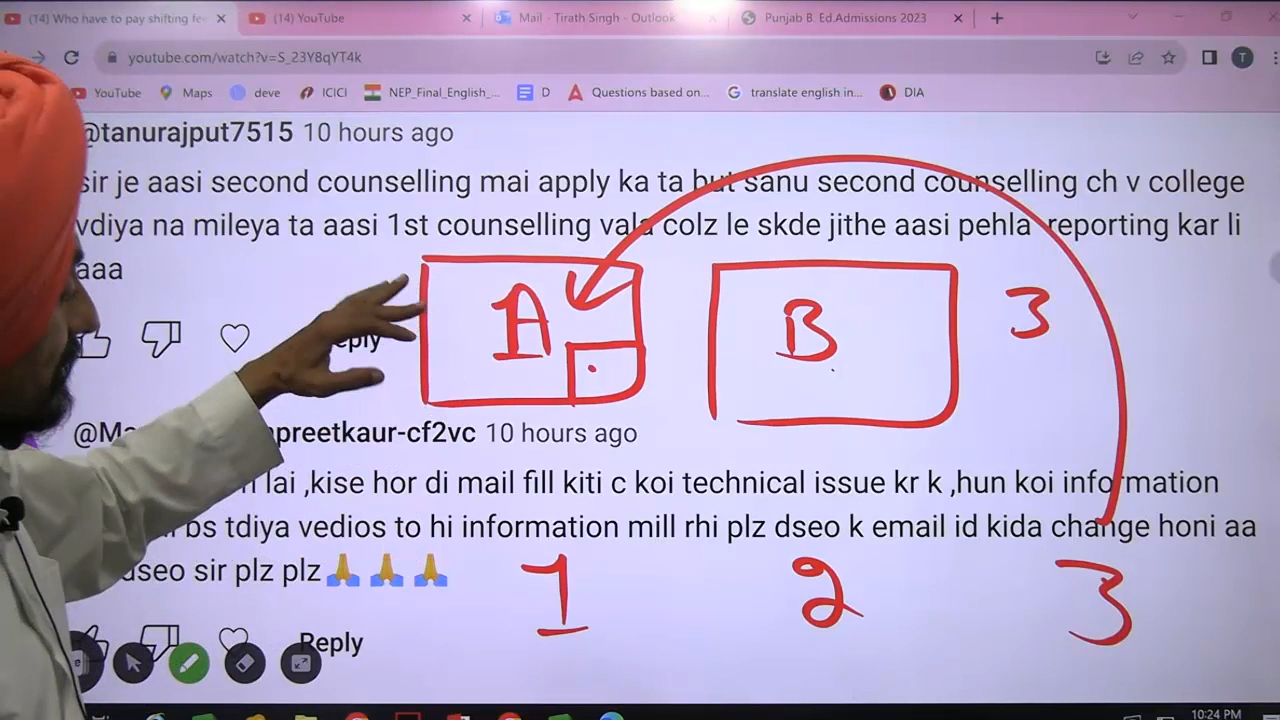 (14) Who have to pay shifting fe
(14) YouTube
Mail - Tirath Singh - Outlook
Punjab B. Ed.Admissions 2023
youtube.com/watch?v=S_23Y8qYT4k
T
YouTube
Maps
deve
ICICI
NEP_Final_English_...
D
Questions based on...
translate english in...
DIA
@tanurajput7515 10 hours ago
sir je aasi second counselling mai apply ka ta but sanu second counselling ch v college
vdiya na mileya ta aasi 1st counselling vala colz le skde jithe aasi pehla reporting kar li
aaa
A
B
3
preetkaur-cf2vc 10 hours ago
lai ,kise hor di mail fill kiti c koi technical issue kr k ,hun koi information
bs tdiya vedios to hi information mill rhi plz dseo k email id kida change honi aa
dseo sir plz plz🙏🙏🙏
1
2
3
Reply
10:24 PM